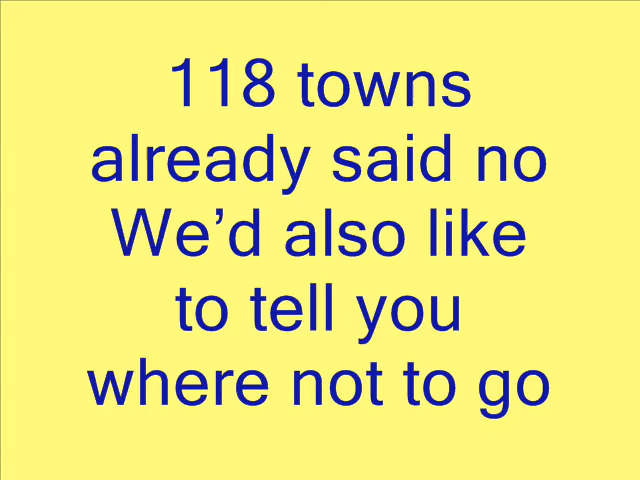 118 towns
already said no
We’d also like
to tell you
where not to go